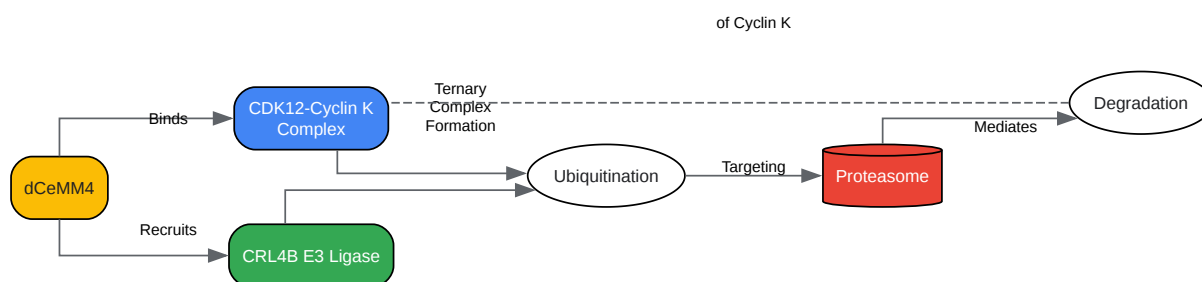 of Cyclin K
Ternary
Complex
Formation
CDK12-Cyclin K
Complex
Binds
Degradation
Mediates
dCeMM4
Ubiquitination
Targeting
Proteasome
Recruits
CRL4B E3 Ligase